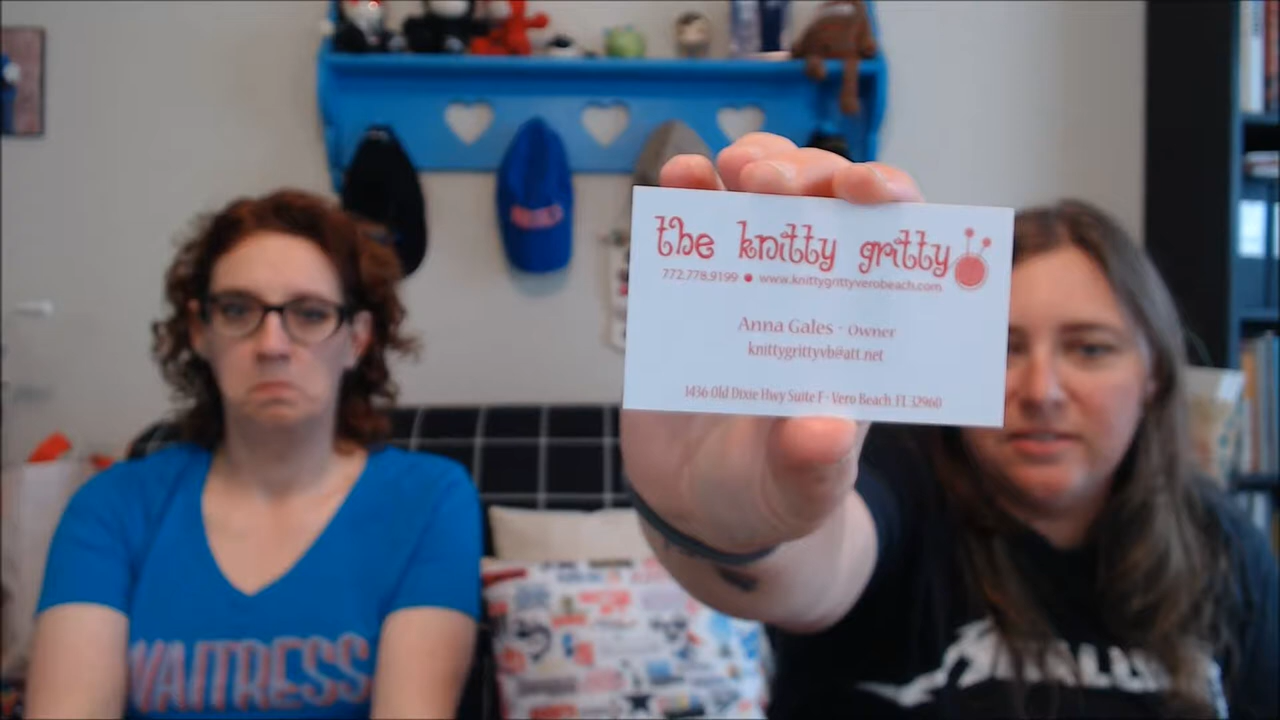 the knitty gritty
772.778.9199 • www.knittygrittyverobeach.com
Anna Gales - Owner
knittygrittyvb@att.net
1436 Old Dixie Hwy Suite F - Vero Beach FL 32960
WAITRESS